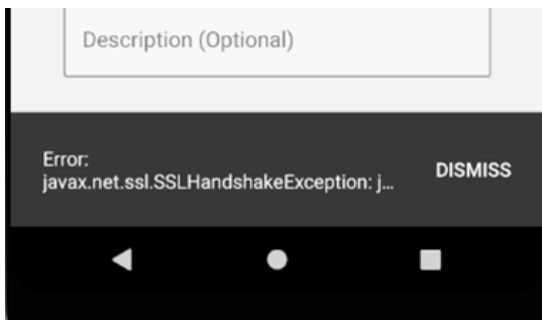 Description (Optional)
Error:
javax.net.ssl.SSLHandshakeException: j...
DISMISS